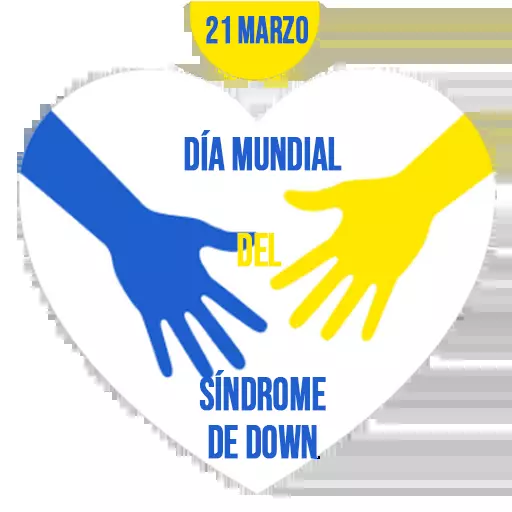 21 MARZO
DÍA MUNDIAL
DEL
SÍNDROME
DE DOWN.